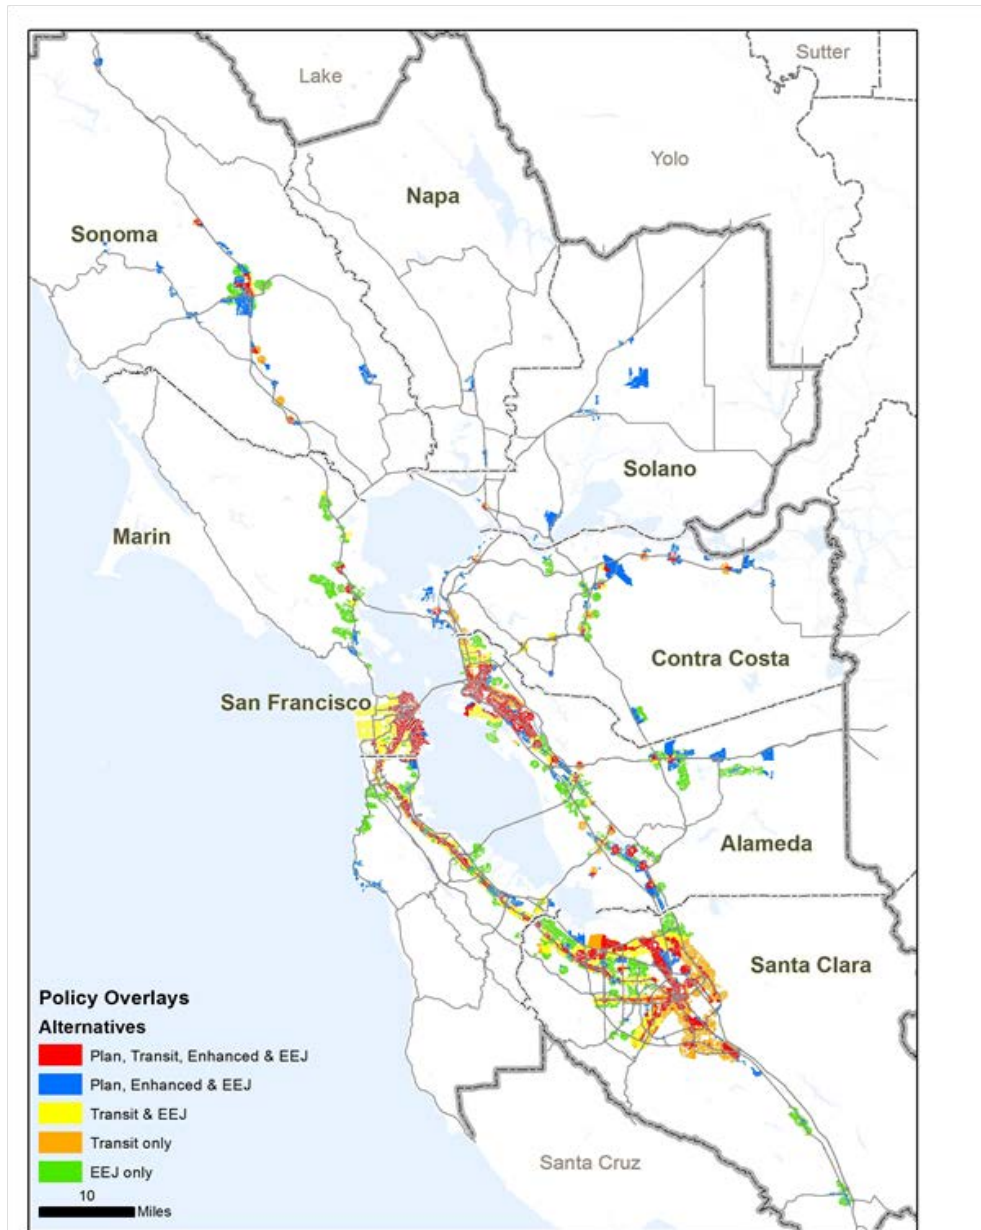 Lake
Sutter
Yolo
Napa
Sonoma
Solano
Marin
Contra Costa
San Francisco
Alameda
Santa Clara
Santa Cruz
Policy Overlays
Alternatives
Plan, Transit, Enhanced & EEJ
Plan, Enhanced & EEJ
Transit & EEJ
Transit only
EEJ only
10
Miles